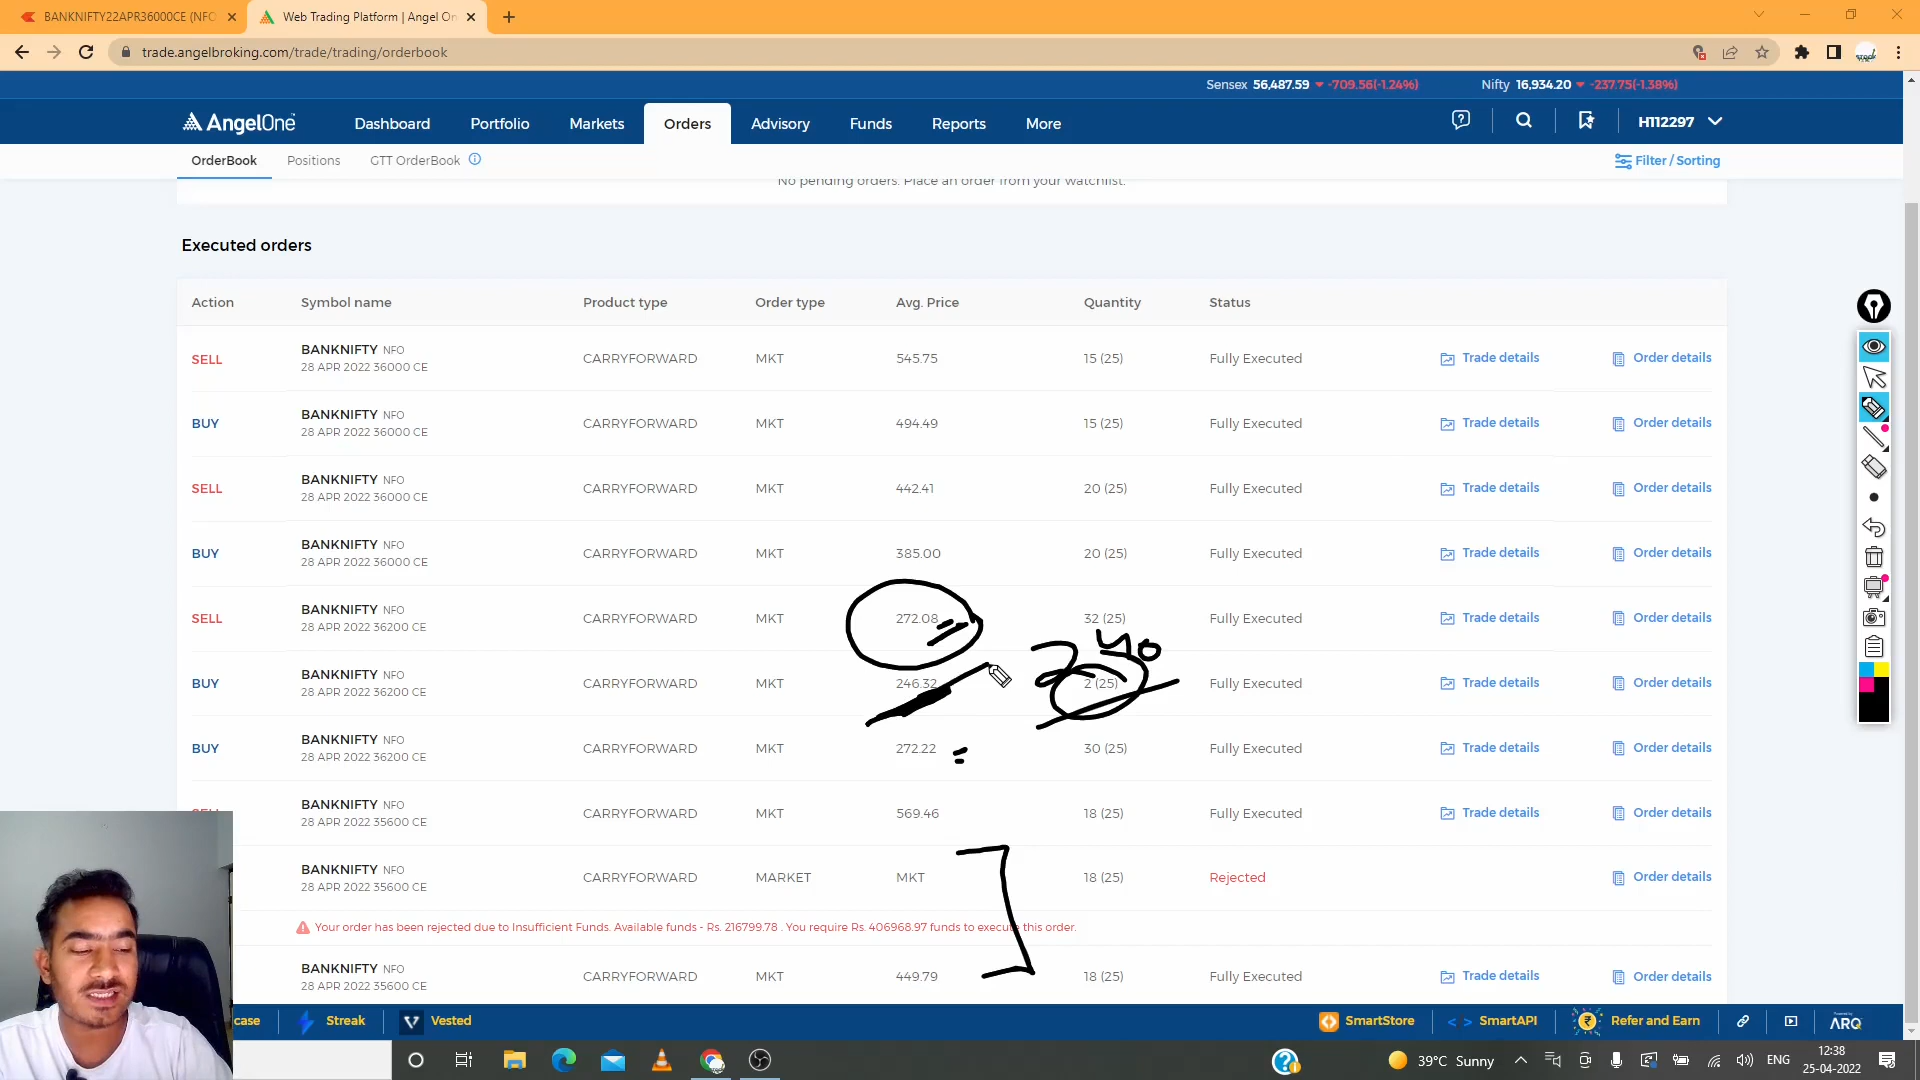 BANKNIFTY22APR36000CE (NFO
Web Trading Platform | Angel On
trade.angelbroking.com/trade/trading/orderbook
Sensex 56,487.59 -709.56(-1.24%) Nifty 16,934.20 -237.75(-1.38%)
AngelOne Dashboard Portfolio Markets Orders Advisory Funds Reports More H112297
OrderBook Positions GTT OrderBook Filter / Sorting
No pending orders. Place an order from your watchlist.
Executed orders
Action Symbol name Product type Order type Avg. Price Quantity Status
SELL BANKNIFTY NFO CARRYFORWARD MKT 545.75 15 (25) Fully Executed Trade details Order details
28 APR 2022 36000 CE
BUY BANKNIFTY NFO CARRYFORWARD MKT 494.49 15 (25) Fully Executed Trade details Order details
28 APR 2022 36000 CE
SELL BANKNIFTY NFO CARRYFORWARD MKT 442.41 20 (25) Fully Executed Trade details Order details
28 APR 2022 36000 CE
BUY BANKNIFTY NFO CARRYFORWARD MKT 385.00 20 (25) Fully Executed Trade details Order details
28 APR 2022 36000 CE
SELL BANKNIFTY NFO CARRYFORWARD MKT 272.08 32 (25) Fully Executed Trade details Order details
28 APR 2022 36200 CE
240
BUY BANKNIFTY NFO CARRYFORWARD MKT 246.32 2 (25) Fully Executed Trade details Order details
28 APR 2022 36200 CE
BUY BANKNIFTY NFO CARRYFORWARD MKT 272.22 30 (25) Fully Executed Trade details Order details
28 APR 2022 36200 CE
SELL BANKNIFTY NFO CARRYFORWARD MKT 569.46 18 (25) Fully Executed Trade details Order details
28 APR 2022 35600 CE
BANKNIFTY NFO CARRYFORWARD MARKET MKT 18 (25) Rejected Order details
28 APR 2022 35600 CE
Your order has been rejected due to Insufficient Funds. Available funds - Rs. 216799.78 . You require Rs. 406968.97 funds to execute this order.
BANKNIFTY NFO CARRYFORWARD MKT 449.79 18 (25) Fully Executed Trade details Order details
28 APR 2022 35600 CE
case Streak Vested SmartStore SmartAPI Refer and Earn ARQ
39°C Sunny ENG 12:38
25-04-2022